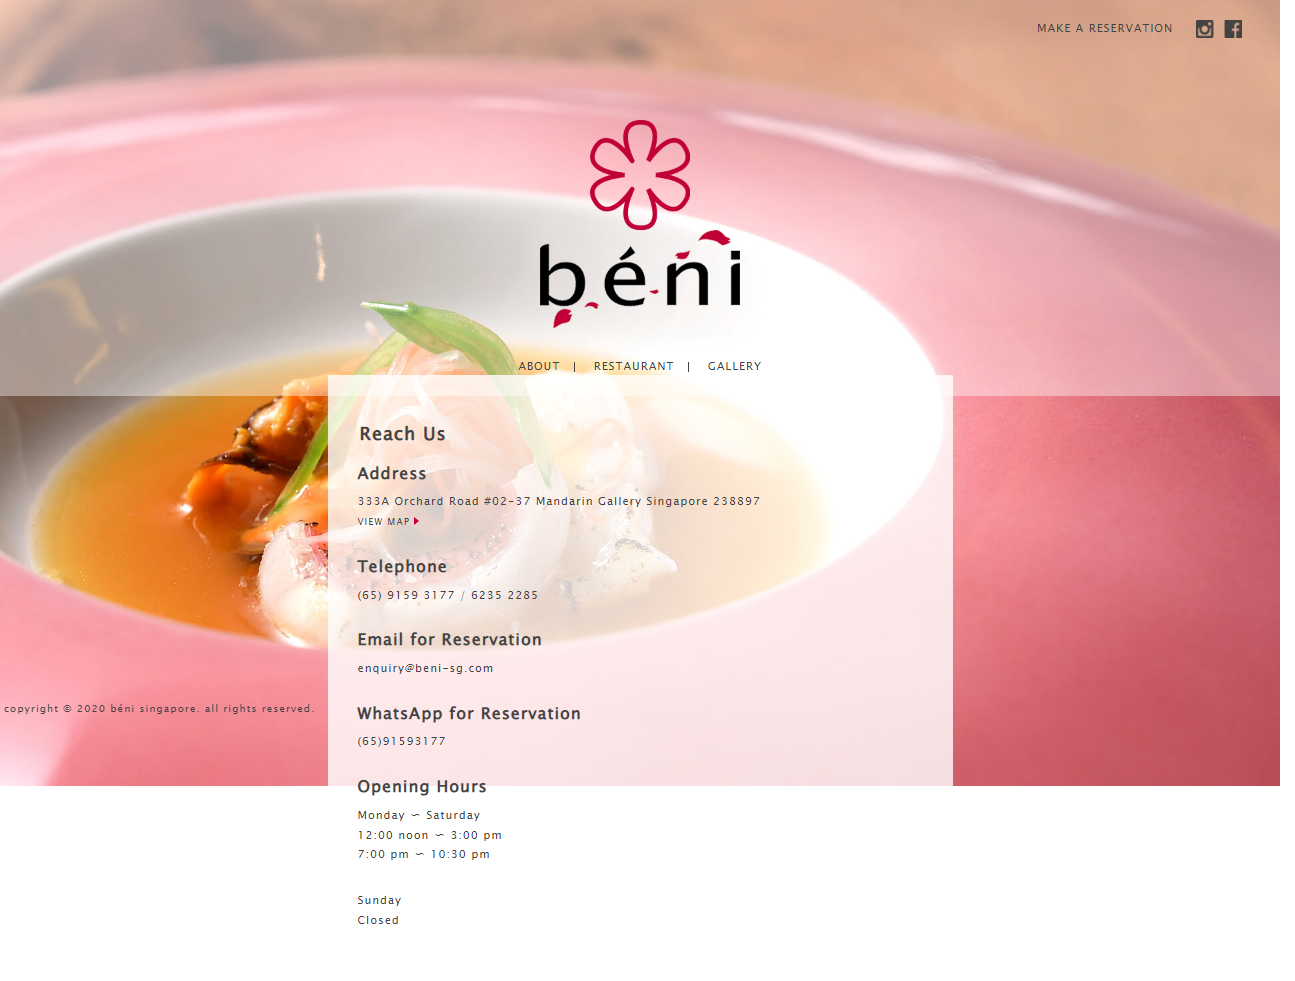 MAKE A RESERVATION
béni
ABOUT | RESTAURANT | GALLERY
Reach Us
Address
333A Orchard Road #02-37 Mandarin Gallery Singapore 238897
VIEW MAP
Telephone
(65) 9159 3177 / 6235 2285
Email for Reservation
enquiry@beni-sg.com
copyright © 2020 béni singapore. all rights reserved.
WhatsApp for Reservation
(65)91593177
Opening Hours
Monday ∽ Saturday
12:00 noon ∽ 3:00 pm
7:00 pm ∽ 10:30 pm
Sunday
Closed